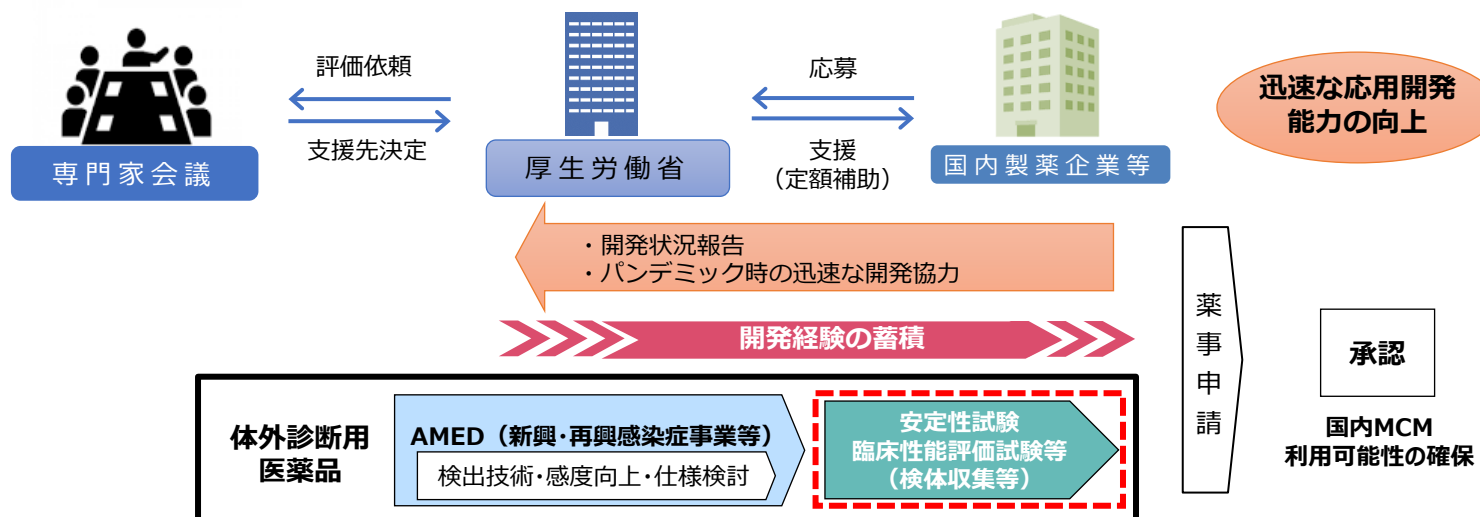 評価依頼
支援先決定
専門家会議
厚生労働省
応募
支援
（定額補助）
国内製薬企業等
迅速な応用開発
能力の向上
・開発状況報告
・パンデミック時の迅速な開発協力
開発経験の蓄積
体外診断用
医薬品
AMED（新興・再興感染症事業等）
検出技術・感度向上・仕様検討
安定性試験
臨床性能評価試験等
（検体収集等）
薬事申請
承認
国内MCM
利用可能性の確保